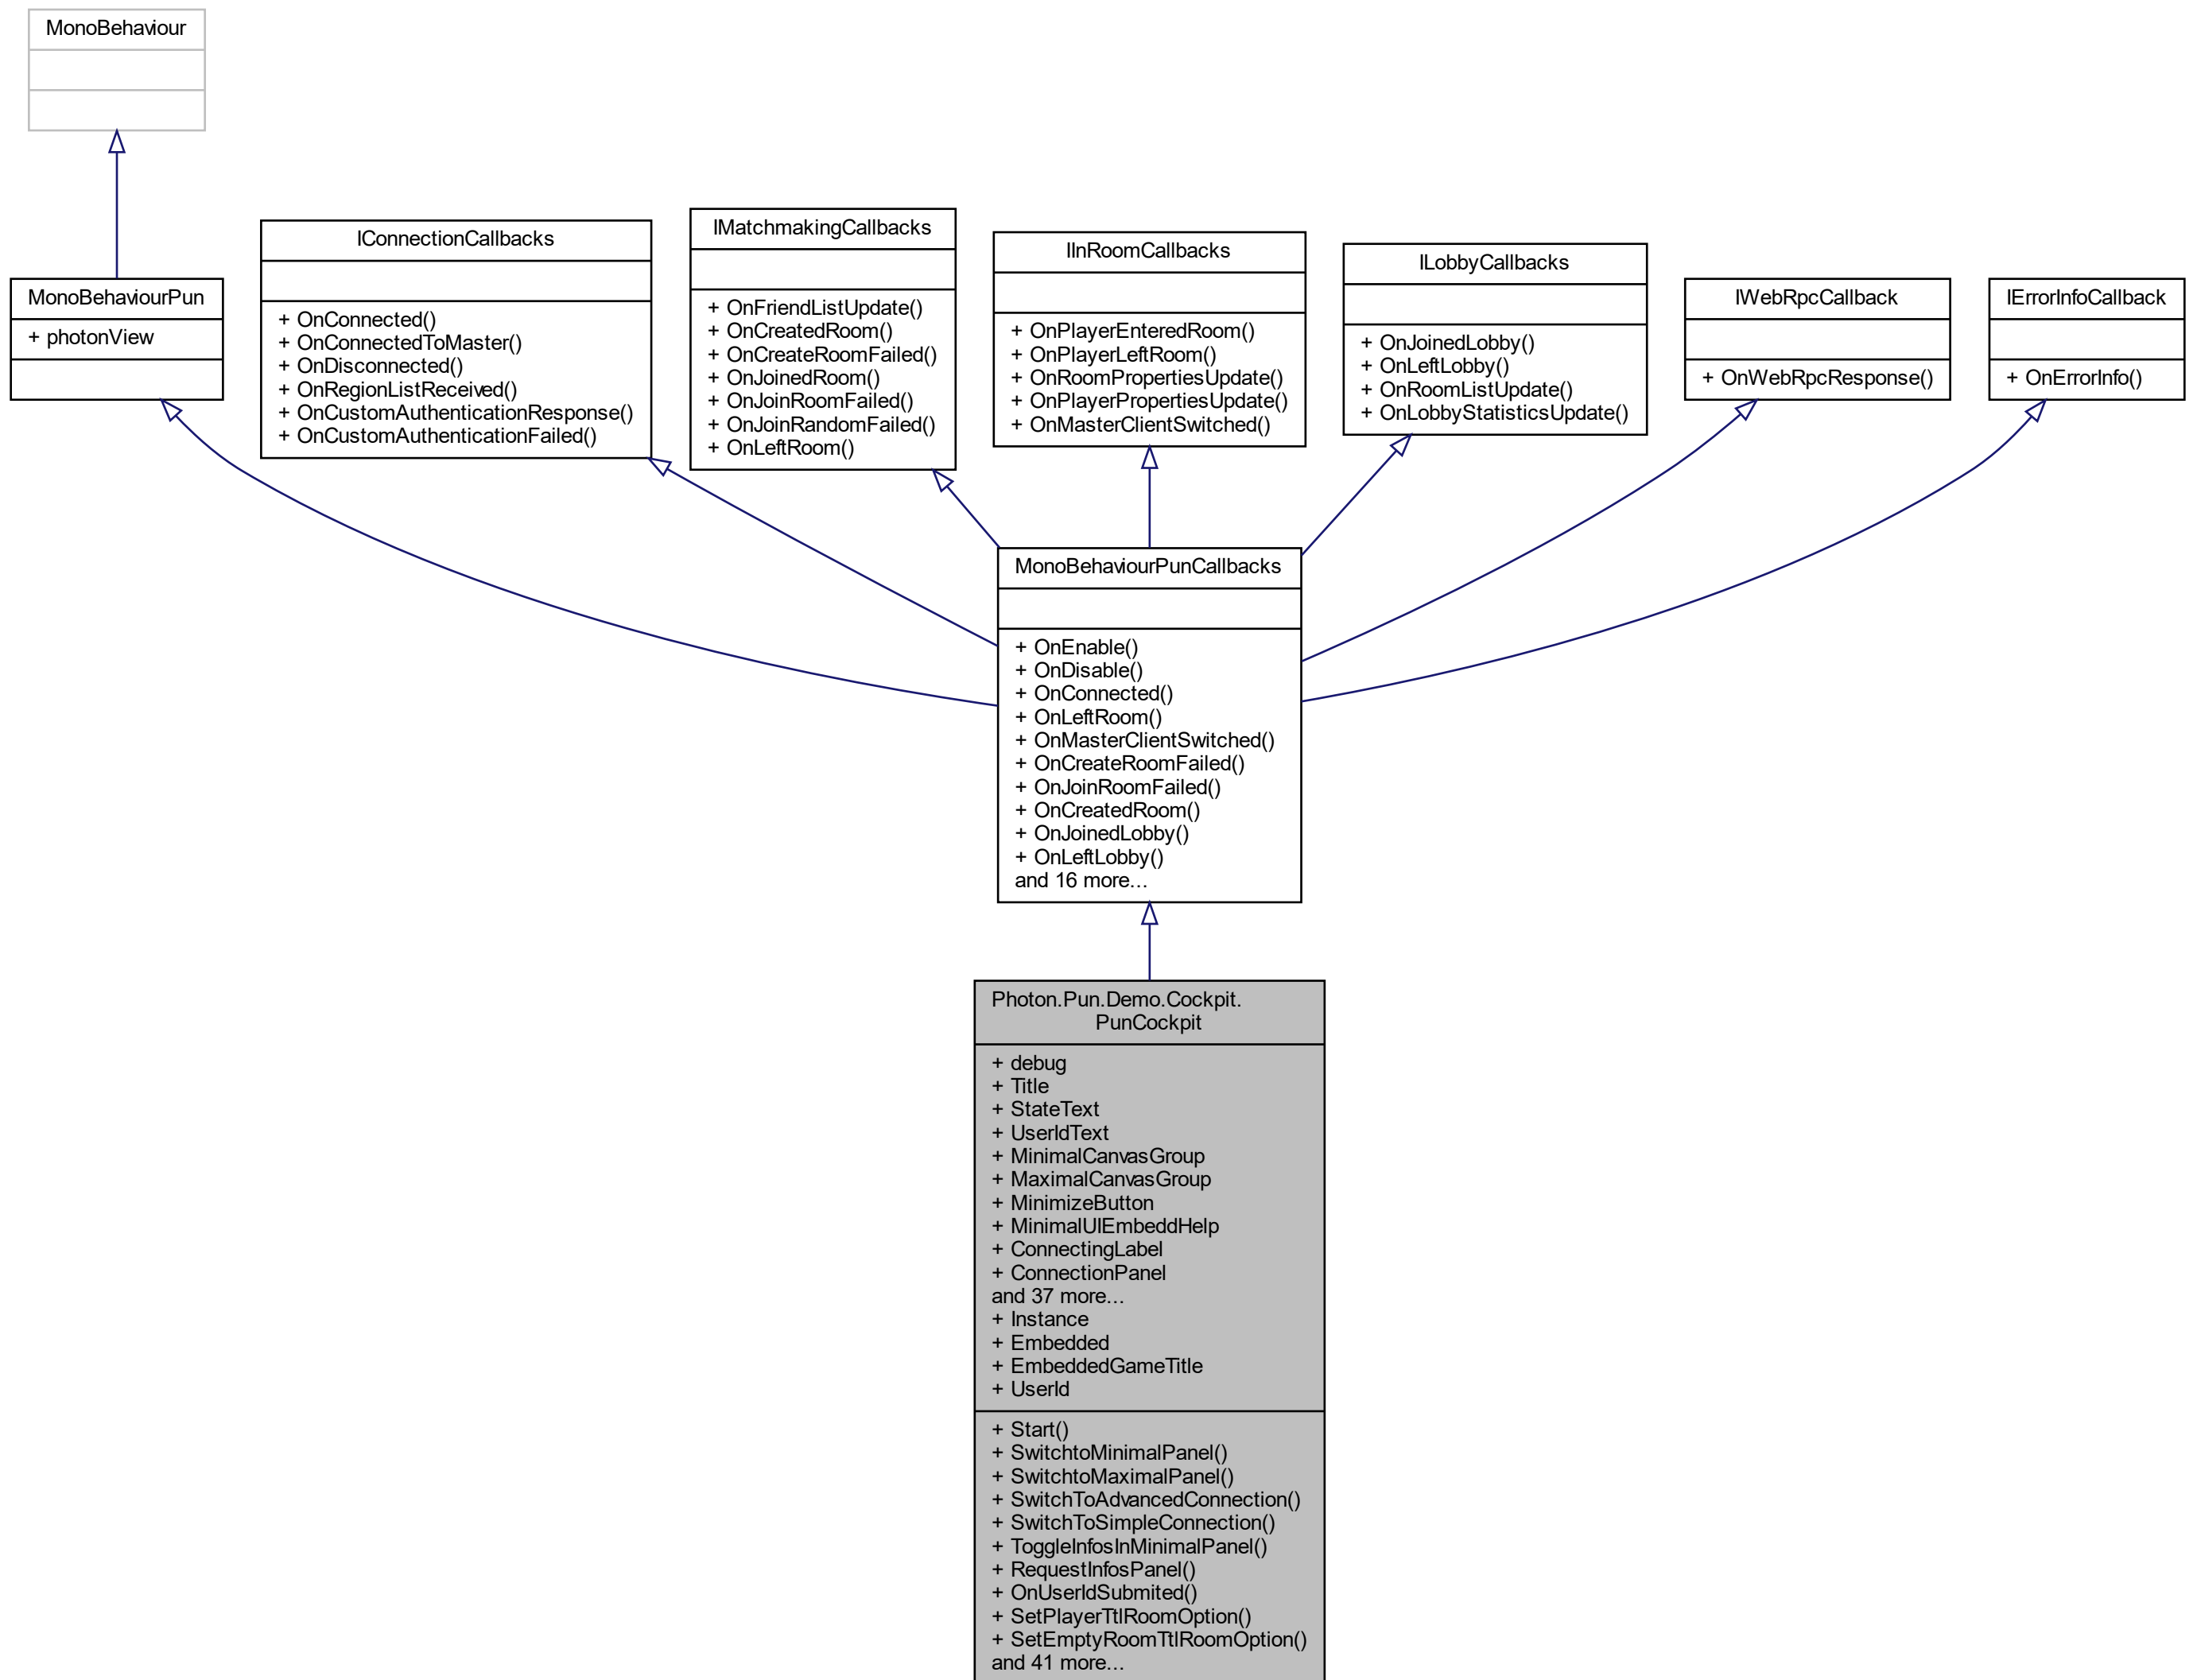 MonoBehaviour
MonoBehaviourPun
+ photonView
IConnectionCallbacks
+ OnConnected()
+ OnConnectedToMaster()
+ OnDisconnected()
+ OnRegionListReceived()
+ OnCustomAuthenticationResponse()
+ OnCustomAuthenticationFailed()
IMatchmakingCallbacks
+ OnFriendListUpdate()
+ OnCreatedRoom()
+ OnCreateRoomFailed()
+ OnJoinedRoom()
+ OnJoinRoomFailed()
+ OnJoinRandomFailed()
+ OnLeftRoom()
IInRoomCallbacks
+ OnPlayerEnteredRoom()
+ OnPlayerLeftRoom()
+ OnRoomPropertiesUpdate()
+ OnPlayerPropertiesUpdate()
+ OnMasterClientSwitched()
ILobbyCallbacks
+ OnJoinedLobby()
+ OnLeftLobby()
+ OnRoomListUpdate()
+ OnLobbyStatisticsUpdate()
IWebRpcCallback
+ OnWebRpcResponse()
IErrorInfoCallback
+ OnErrorInfo()
MonoBehaviourPunCallbacks
+ OnEnable()
+ OnDisable()
+ OnConnected()
+ OnLeftRoom()
+ OnMasterClientSwitched()
+ OnCreateRoomFailed()
+ OnJoinRoomFailed()
+ OnCreatedRoom()
+ OnJoinedLobby()
+ OnLeftLobby()
and 16 more...
Photon.Pun.Demo.Cockpit.
PunCockpit
+ debug
+ Title
+ StateText
+ UserIdText
+ MinimalCanvasGroup
+ MaximalCanvasGroup
+ MinimizeButton
+ MinimalUIEmbeddHelp
+ ConnectingLabel
+ ConnectionPanel
and 37 more...
+ Instance
+ Embedded
+ EmbeddedGameTitle
+ UserId
+ Start()
+ SwitchtoMinimalPanel()
+ SwitchtoMaximalPanel()
+ SwitchToAdvancedConnection()
+ SwitchToSimpleConnection()
+ ToggleInfosInMinimalPanel()
+ RequestInfosPanel()
+ OnUserIdSubmited()
+ SetPlayerTtlRoomOption()
+ SetEmptyRoomTtlRoomOption()
and 41 more...